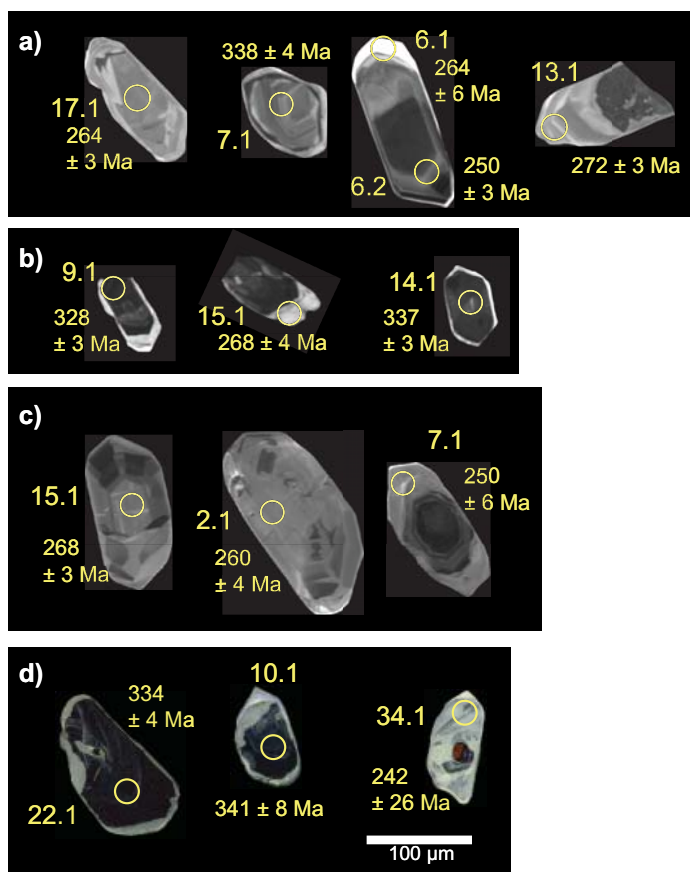 a)
17.1
264
± 3 Ma
338 ± 4 Ma
7.1
6.1
264
± 6 Ma
6.2
250
± 3 Ma
13.1
272 ± 3 Ma
b)
9.1
328
± 3 Ma
15.1
268 ± 4 Ma
14.1
337
± 3 Ma
c)
15.1
268
± 3 Ma
2.1
260
± 4 Ma
7.1
250
± 6 Ma
d)
334
± 4 Ma
22.1
10.1
341 ± 8 Ma
34.1
242
± 26 Ma
100 µm